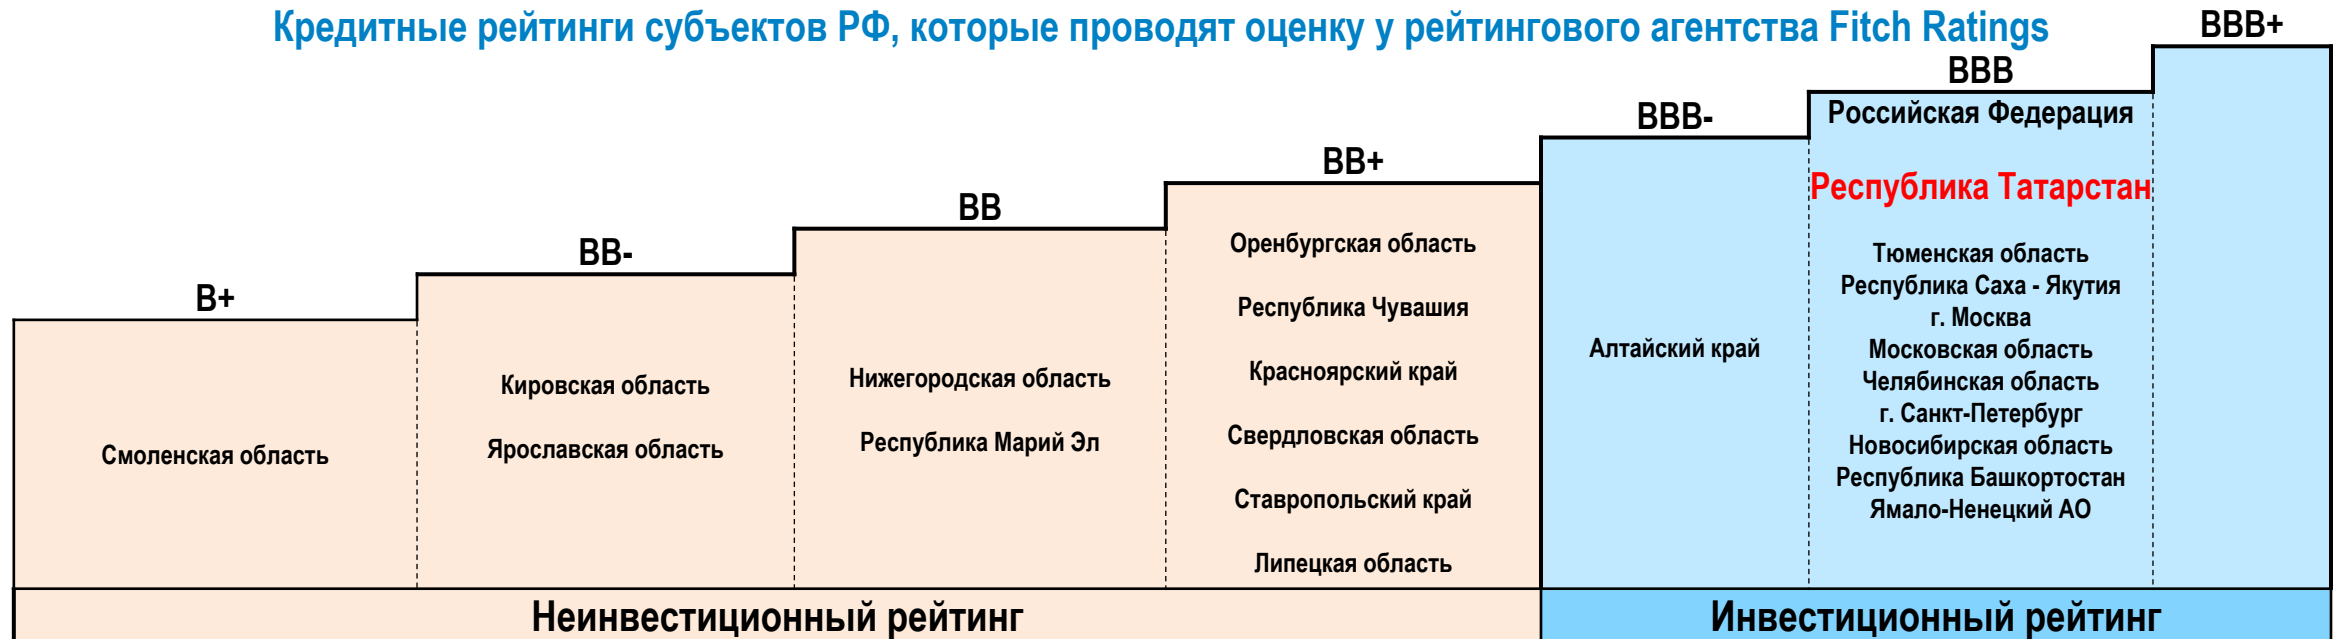 Кредитные рейтинги субъектов РФ, которые проводят оценку у рейтингового агентства Fitch Ratings
B+
Смоленская область
BB-
Кировская область
Ярославская область
BB
Нижегородская область
Республика Марий Эл
BB+
Оренбургская область
Республика Чувашия
Красноярский край
Свердловская область
Ставропольский край
Липецкая область
BBB-
Алтайский край
BBB
Российская Федерация
Республика Татарстан
Тюменская область
Республика Саха - Якутия
г. Москва
Московская область
Челябинская область
г. Санкт-Петербург
Новосибирская область
Республика Башкортостан
Ямало-Ненецкий АО
BBB+
Неинвестиционный рейтинг
Инвестиционный рейтинг